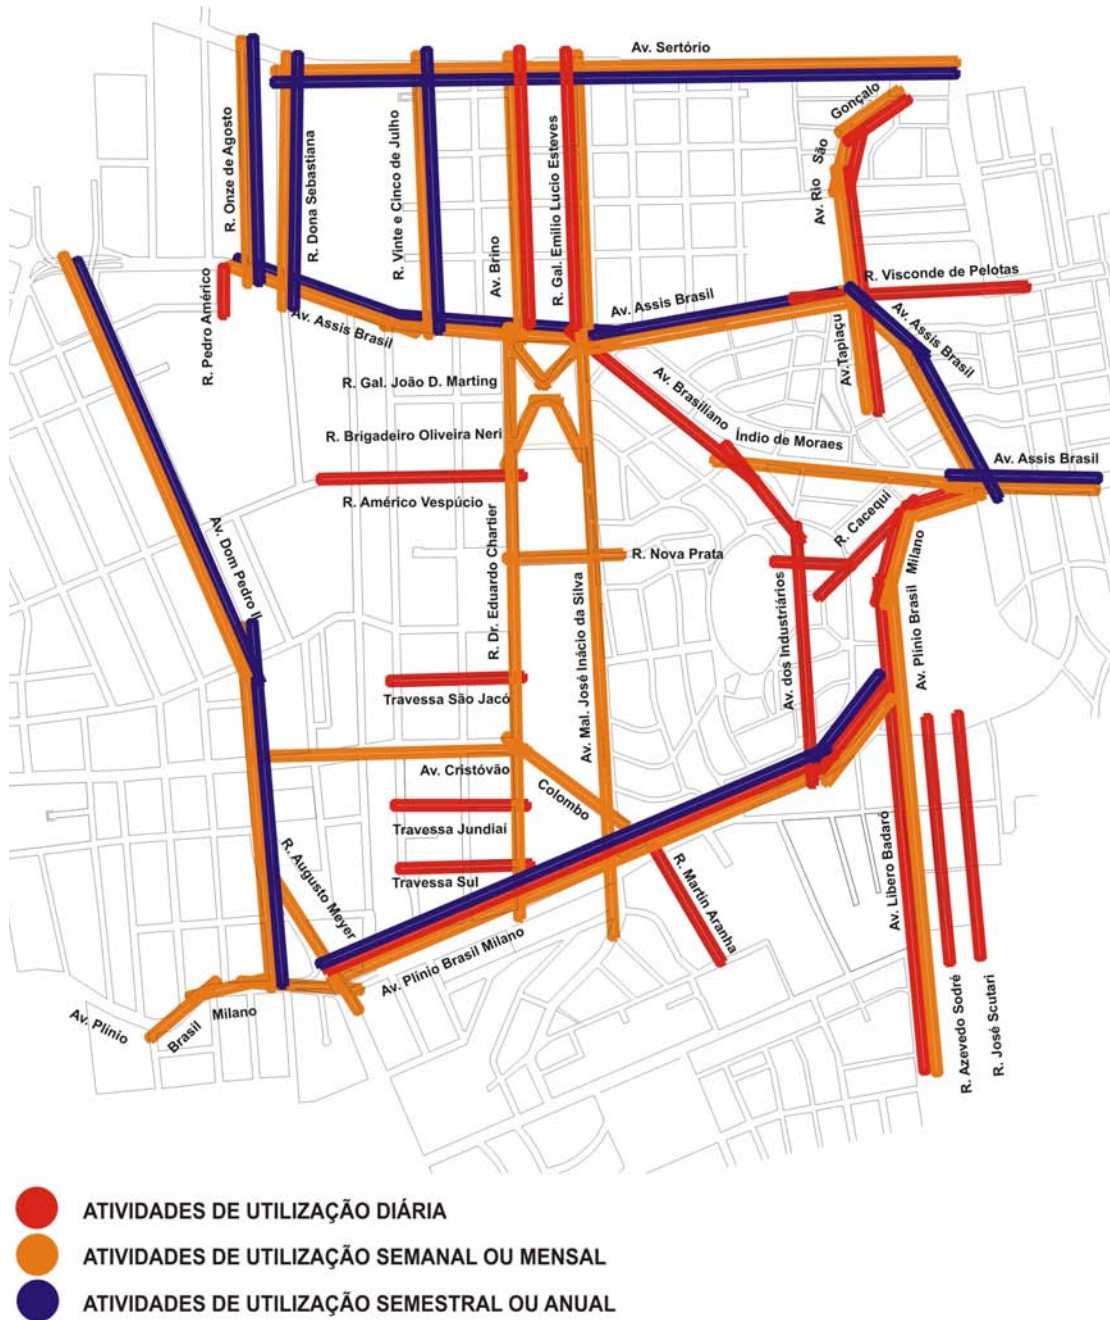 Av. Sertório
Gonçalo
São
Av. Rio
R. Onze de Agosto
R. Dona Sebastiana
R. Vinte e Cinco de Julho
Av. Brino
R. Gal. Emilio Lucio Esteves
R. Visconde de Pelotas
R. Pedro Américo
Av. Assis Brasil
Av. Assis Brasil
Av. Assis Brasil
Av.Tapiaçu
R. Gal. João D. Marting
Av. Brasiliano
Índio de Moraes
R. Brigadeiro Oliveira Neri
Av. Assis Brasil
R. Américo Vespúcio
R. Cacequi
Av. Dom Pedro II
R. Nova Prata
Milano
R. Dr. Eduardo Chartier
Av. Mal. José Inácio da Silva
Av. dos Industriários
Av. Plínio Brasil
Travessa São Jacó
Av. Cristóvão
Colombo
Travessa Jundiaí
Travessa Sul
R. Augusto Meyer
R. Martin Aranha
Av. Libero Badaró
Av. Plínio Brasil Milano
Av. Plínio
Brasil
Milano
R. Azevedo Sodré
R. José Scutari
ATIVIDADES DE UTILIZAÇÃO DIÁRIA
ATIVIDADES DE UTILIZAÇÃO SEMANAL OU MENSAL
ATIVIDADES DE UTILIZAÇÃO SEMESTRAL OU ANUAL